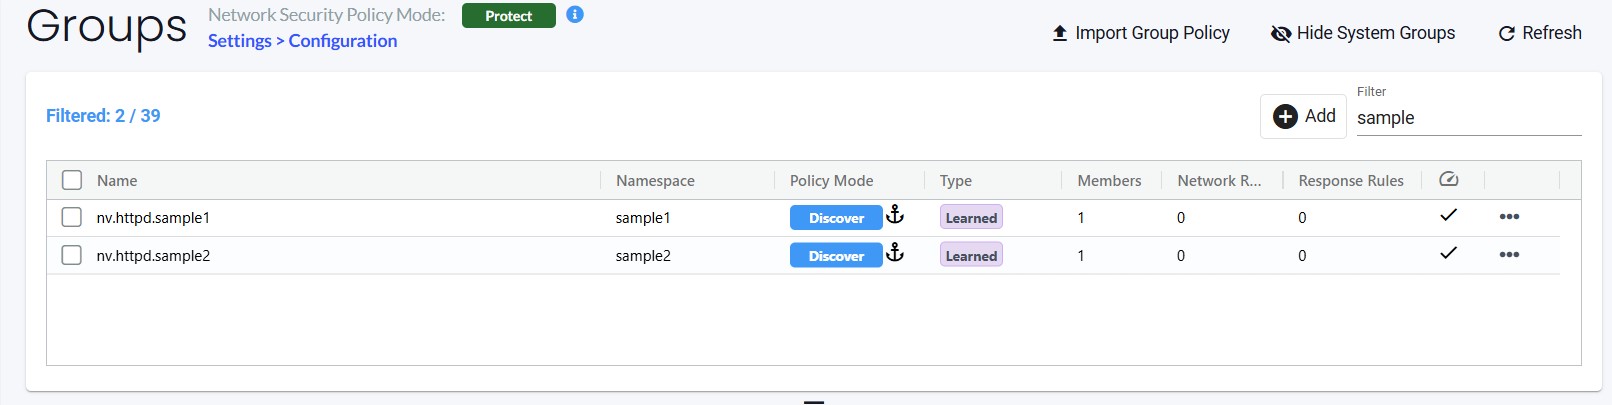 Groups
Network Security Policy Mode: Protect
Settings > Configuration
Import Group Policy Hide System Groups Refresh
Filtered: 2 / 39
Add
Filter
sample
Name Namespace Policy Mode Type Members Network R... Response Rules
nv.httpd.sample1 sample1 Discover Learned 1 0 0
nv.httpd.sample2 sample2 Discover Learned 1 0 0